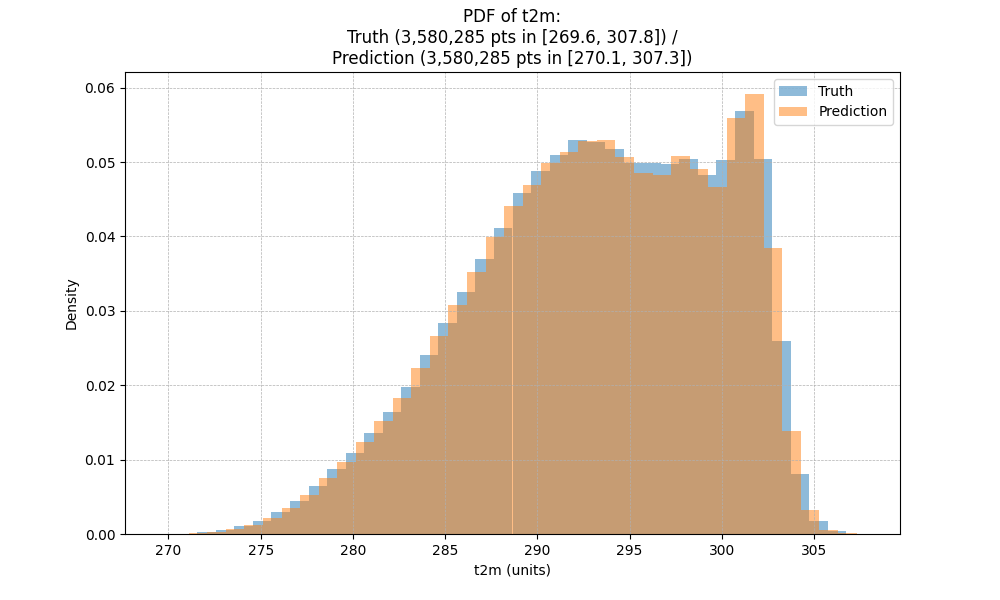 PDF of t2m:
Truth (3,580,285 pts in [269.6, 307.8]) /
Prediction (3,580,285 pts in [270.1, 307.3])
Truth
Prediction
0.06
0.05
0.04
0.03
0.02
0.01
0.00
Density
270
275
280
285
290
295
300
305
t2m (units)